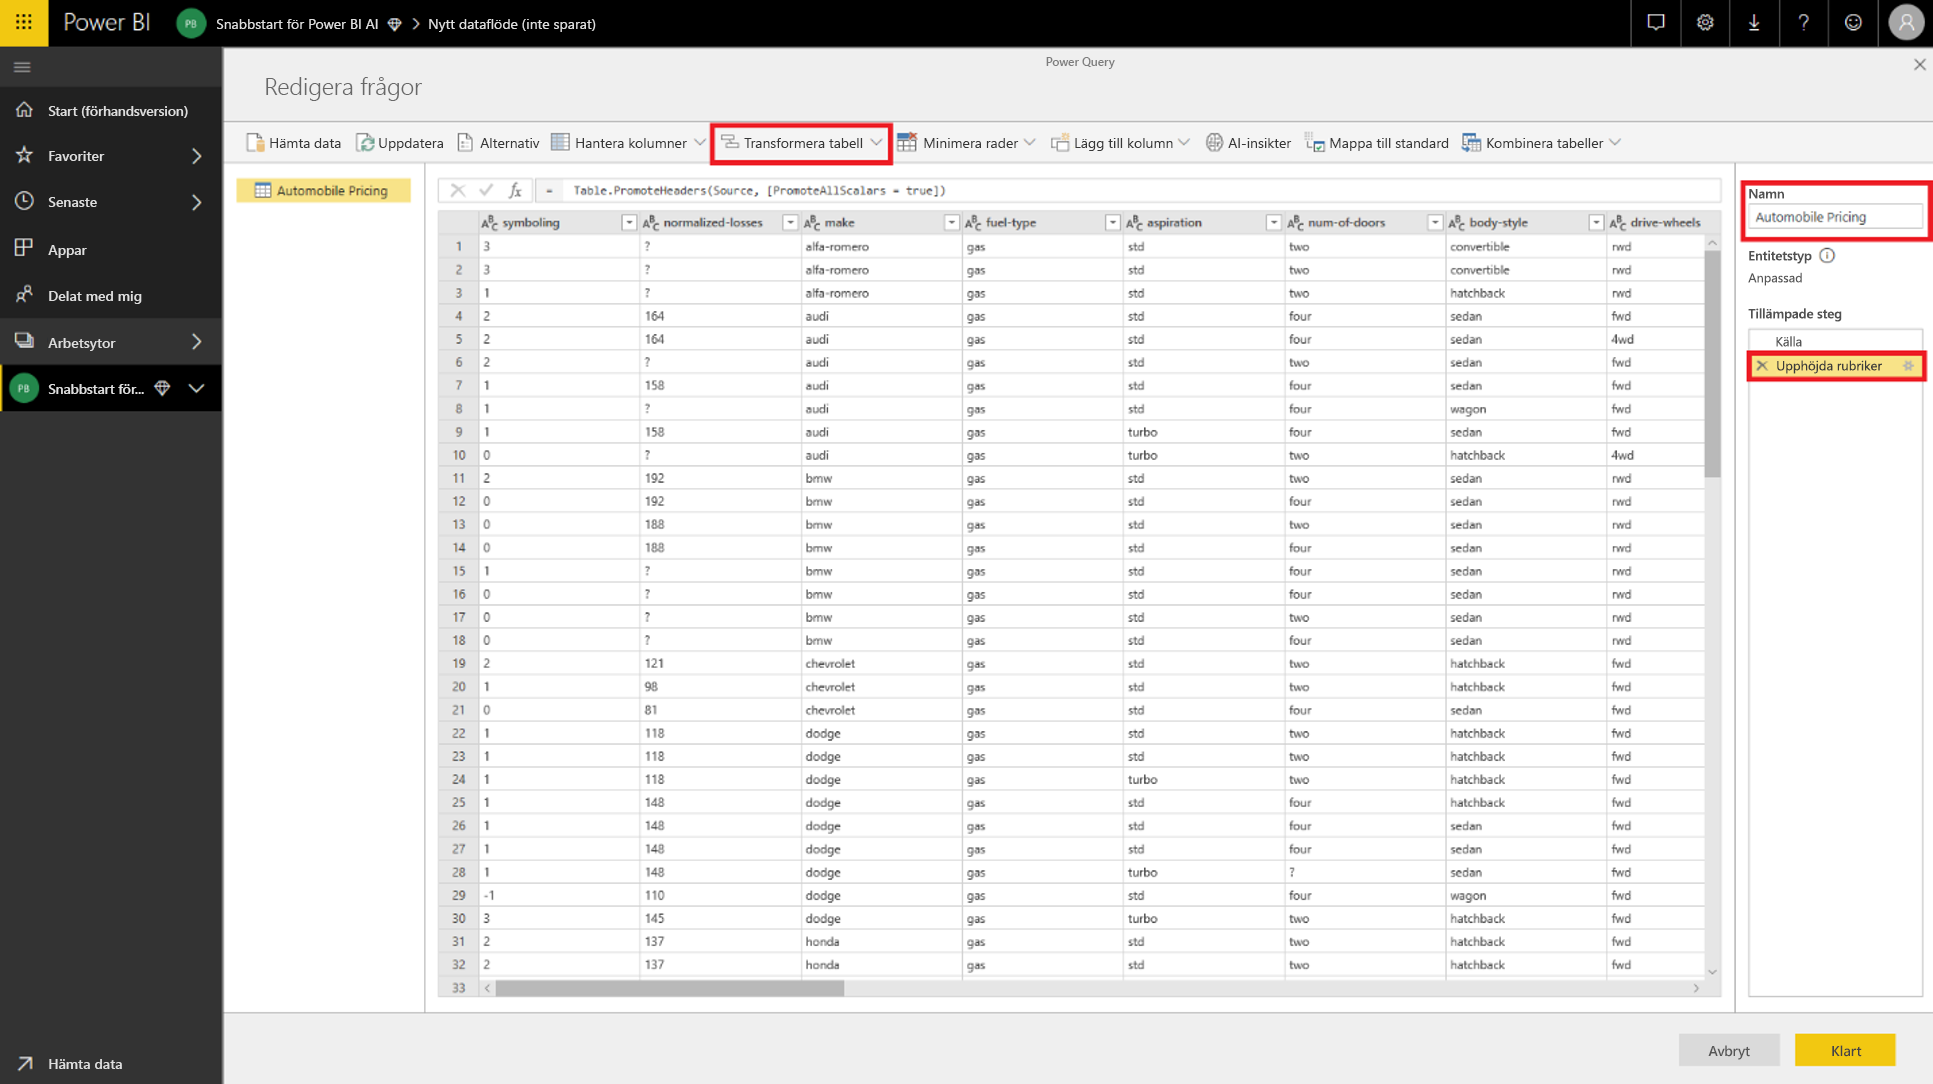 Power BI PB Snabbstart för Power BI AI > Nytt dataflöde (inte sparat)
Power Query
Redigera frågor
Start (förhandsversion)
Favoriter
Senaste
Appar
Delat med mig
Arbetsytor
PB Snabbstart för...
Hämta data
Hämta data Uppdatera Alternativ Hantera kolumner Transformera tabell Minimera rader Lägg till kolumn AI-insikter Mappa till standard Kombinera tabeller
Automobile Pricing
fx = Table.PromoteHeaders(Source, [PromoteAllScalars = true])
symboling normalized-losses make fuel-type aspiration num-of-doors body-style drive-wheels
1 3 ? alfa-romero gas std two convertible rwd
2 3 ? alfa-romero gas std two convertible rwd
3 1 ? alfa-romero gas std two hatchback rwd
4 2 164 audi gas std four sedan fwd
5 2 164 audi gas std four sedan 4wd
6 2 ? audi gas std two sedan fwd
7 1 158 audi gas std four sedan fwd
8 1 ? audi gas std four wagon fwd
9 1 158 audi gas turbo four sedan fwd
10 0 ? audi gas turbo two hatchback 4wd
11 2 192 bmw gas std two sedan rwd
12 0 192 bmw gas std four sedan rwd
13 0 188 bmw gas std two sedan rwd
14 0 188 bmw gas std four sedan rwd
15 1 ? bmw gas std four sedan rwd
16 0 ? bmw gas std four sedan rwd
17 0 ? bmw gas std two sedan rwd
18 0 ? bmw gas std four sedan rwd
19 2 121 chevrolet gas std two hatchback fwd
20 1 98 chevrolet gas std two hatchback fwd
21 0 81 chevrolet gas std four sedan fwd
22 1 118 dodge gas std two hatchback fwd
23 1 118 dodge gas std two hatchback fwd
24 1 118 dodge gas turbo two hatchback fwd
25 1 148 dodge gas std four hatchback fwd
26 1 148 dodge gas std four sedan fwd
27 1 148 dodge gas std four sedan fwd
28 1 148 dodge gas turbo ? sedan fwd
29 -1 110 dodge gas std four wagon fwd
30 3 145 dodge gas turbo two hatchback fwd
31 2 137 honda gas std two hatchback fwd
32 2 137 honda gas std two hatchback fwd
33
Namn
Automobile Pricing
Entitetstyp
Anpassad
Tillämpade steg
Källa
Upphöjda rubriker
Avbryt Klart